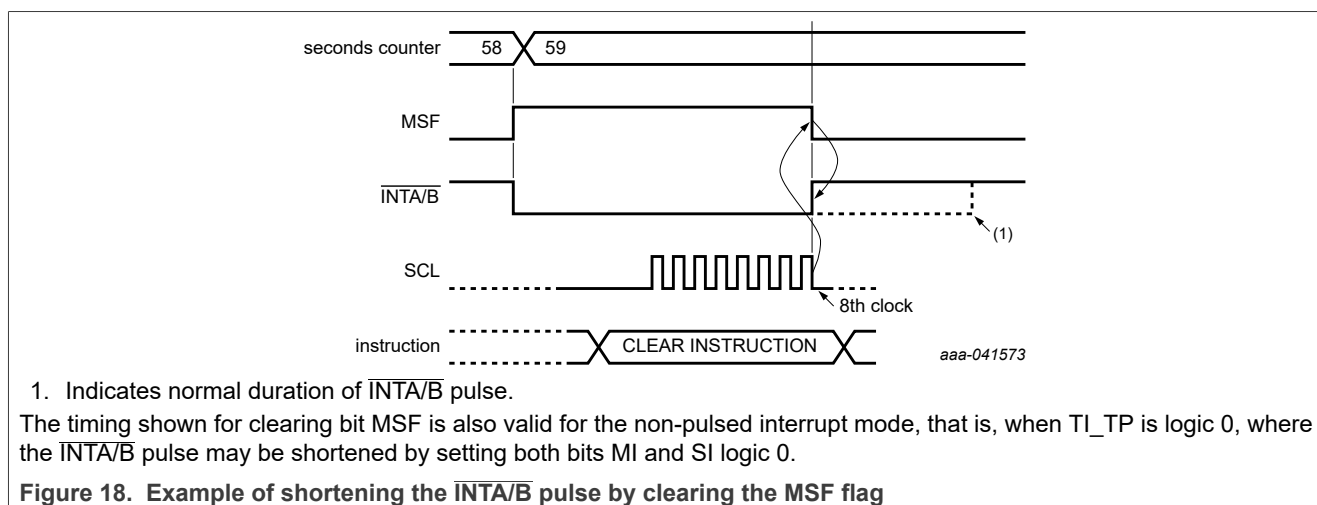 seconds counter 58 59
MSF
INTA/B
(1)
SCL
8th clock
instruction CLEAR INSTRUCTION
aaa-041573
1. Indicates normal duration of INTA/B pulse.
The timing shown for clearing bit MSF is also valid for the non-pulsed interrupt mode, that is, when TI_TP is logic 0, where
the INTA/B pulse may be shortened by setting both bits MI and SI logic 0.
Figure 18. Example of shortening the INTA/B pulse by clearing the MSF flag